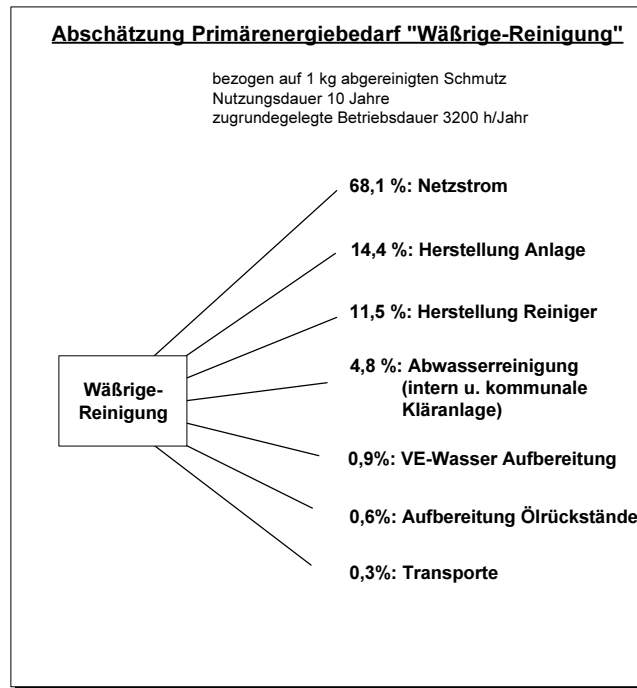 Abschätzung Primärenergiebedarf "Wäßrige-Reinigung"
bezogen auf 1 kg abgereinigten Schmutz
Nutzungsdauer 10 Jahre
zugrundegelegte Betriebsdauer 3200 h/Jahr
68,1 %: Netzstrom
14,4 %: Herstellung Anlage
11,5 %: Herstellung Reiniger
4,8 %: Abwasserreinigung
(intern u. kommunale
Kläranlage)
Wäßrige-
Reinigung
0,9%: VE-Wasser Aufbereitung
0,6%: Aufbereitung Ölrückstände
0,3%: Transporte